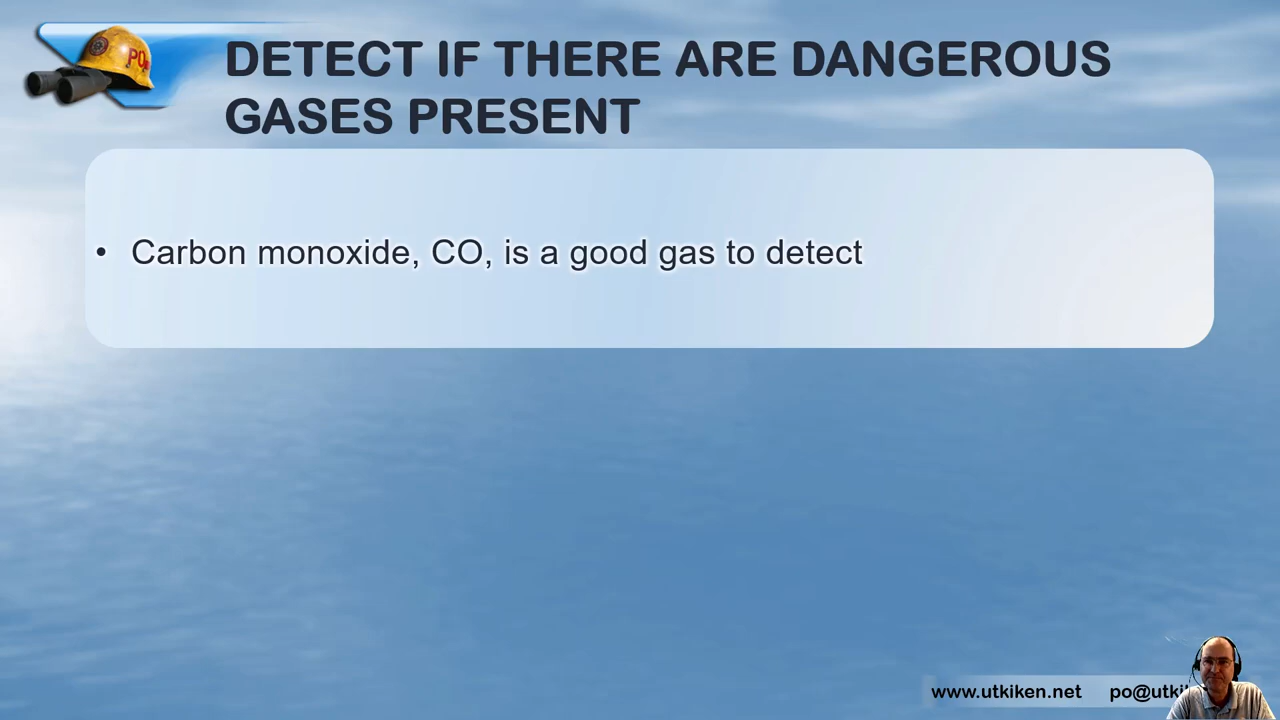 DETECT IF THERE ARE DANGEROUS
GASES PRESENT
• Carbon monoxide, CO, is a good gas to detect
www.utkiken.net